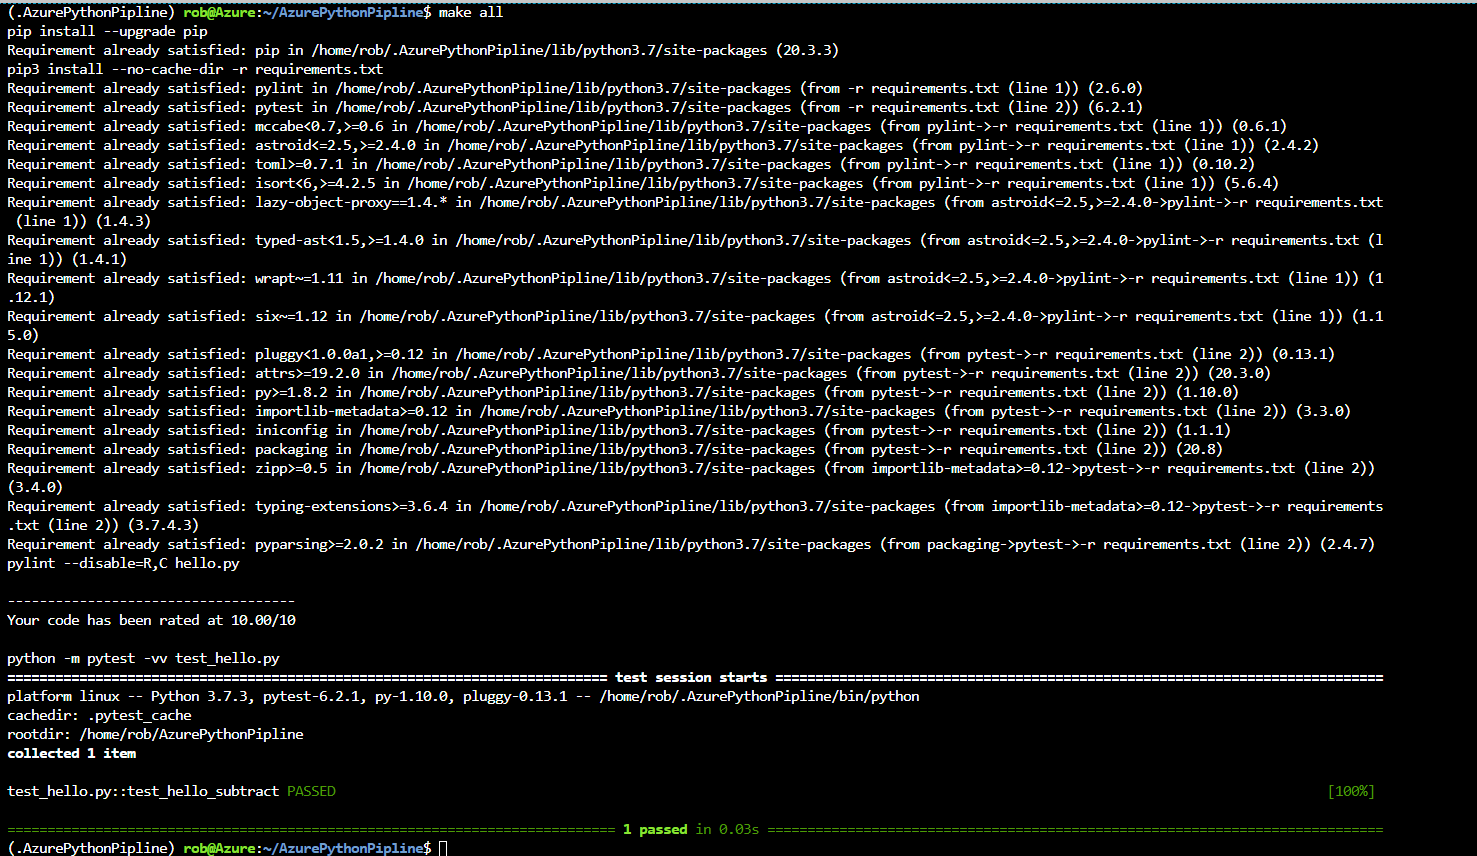 (.AzurePythonPipline) rob@Azure:~/AzurePythonPipline$ make all
pip install --upgrade pip
Requirement already satisfied: pip in /home/rob/.AzurePythonPipline/lib/python3.7/site-packages (20.3.3)
pip3 install --no-cache-dir -r requirements.txt
Requirement already satisfied: pylint in /home/rob/.AzurePythonPipline/lib/python3.7/site-packages (from -r requirements.txt (line 1)) (2.6.0)
Requirement already satisfied: pytest in /home/rob/.AzurePythonPipline/lib/python3.7/site-packages (from -r requirements.txt (line 2)) (6.2.1)
Requirement already satisfied: mccabe<0.7,>=0.6 in /home/rob/.AzurePythonPipline/lib/python3.7/site-packages (from pylint->-r requirements.txt (line 1)) (0.6.1)
Requirement already satisfied: astroid<=2.5,>=2.4.0 in /home/rob/.AzurePythonPipline/lib/python3.7/site-packages (from pylint->-r requirements.txt (line 1)) (2.4.2)
Requirement already satisfied: toml>=0.7.1 in /home/rob/.AzurePythonPipline/lib/python3.7/site-packages (from pylint->-r requirements.txt (line 1)) (0.10.2)
Requirement already satisfied: isort<6,>=4.2.5 in /home/rob/.AzurePythonPipline/lib/python3.7/site-packages (from pylint->-r requirements.txt (line 1)) (5.6.4)
Requirement already satisfied: lazy-object-proxy==1.4.* in /home/rob/.AzurePythonPipline/lib/python3.7/site-packages (from astroid<=2.5,>=2.4.0->pylint->-r requirements.txt
 (line 1)) (1.4.3)
Requirement already satisfied: typed-ast<1.5,>=1.4.0 in /home/rob/.AzurePythonPipline/lib/python3.7/site-packages (from astroid<=2.5,>=2.4.0->pylint->-r requirements.txt (l
ine 1)) (1.4.1)
Requirement already satisfied: wrapt~=1.11 in /home/rob/.AzurePythonPipline/lib/python3.7/site-packages (from astroid<=2.5,>=2.4.0->pylint->-r requirements.txt (line 1)) (1
.12.1)
Requirement already satisfied: six~=1.12 in /home/rob/.AzurePythonPipline/lib/python3.7/site-packages (from astroid<=2.5,>=2.4.0->pylint->-r requirements.txt (line 1)) (1.1
5.0)
Requirement already satisfied: pluggy<1.0.0a1,>=0.12 in /home/rob/.AzurePythonPipline/lib/python3.7/site-packages (from pytest->-r requirements.txt (line 2)) (0.13.1)
Requirement already satisfied: attrs>=19.2.0 in /home/rob/.AzurePythonPipline/lib/python3.7/site-packages (from pytest->-r requirements.txt (line 2)) (20.3.0)
Requirement already satisfied: py>=1.8.2 in /home/rob/.AzurePythonPipline/lib/python3.7/site-packages (from pytest->-r requirements.txt (line 2)) (1.10.0)
Requirement already satisfied: importlib-metadata>=0.12 in /home/rob/.AzurePythonPipline/lib/python3.7/site-packages (from pytest->-r requirements.txt (line 2)) (3.3.0)
Requirement already satisfied: iniconfig in /home/rob/.AzurePythonPipline/lib/python3.7/site-packages (from pytest->-r requirements.txt (line 2)) (1.1.1)
Requirement already satisfied: packaging in /home/rob/.AzurePythonPipline/lib/python3.7/site-packages (from pytest->-r requirements.txt (line 2)) (20.8)
Requirement already satisfied: zipp>=0.5 in /home/rob/.AzurePythonPipline/lib/python3.7/site-packages (from importlib-metadata>=0.12->pytest->-r requirements.txt (line 2))
(3.4.0)
Requirement already satisfied: typing-extensions>=3.6.4 in /home/rob/.AzurePythonPipline/lib/python3.7/site-packages (from importlib-metadata>=0.12->pytest->-r requirements
.txt (line 2)) (3.7.4.3)
Requirement already satisfied: pyparsing>=2.0.2 in /home/rob/.AzurePythonPipline/lib/python3.7/site-packages (from packaging->pytest->-r requirements.txt (line 2)) (2.4.7)
pylint --disable=R,C hello.py

------------------------------------
Your code has been rated at 10.00/10

python -m pytest -vv test_hello.py
=========================================================================== test session starts ============================================================================
platform linux -- Python 3.7.3, pytest-6.2.1, py-1.10.0, pluggy-0.13.1 -- /home/rob/.AzurePythonPipline/bin/python
cachedir: .pytest_cache
rootdir: /home/rob/AzurePythonPipline
collected 1 item

test_hello.py::test_hello_subtract PASSED [100%]

============================================================================ 1 passed in 0.03s =============================================================================
(.AzurePythonPipline) rob@Azure:~/AzurePythonPipline$